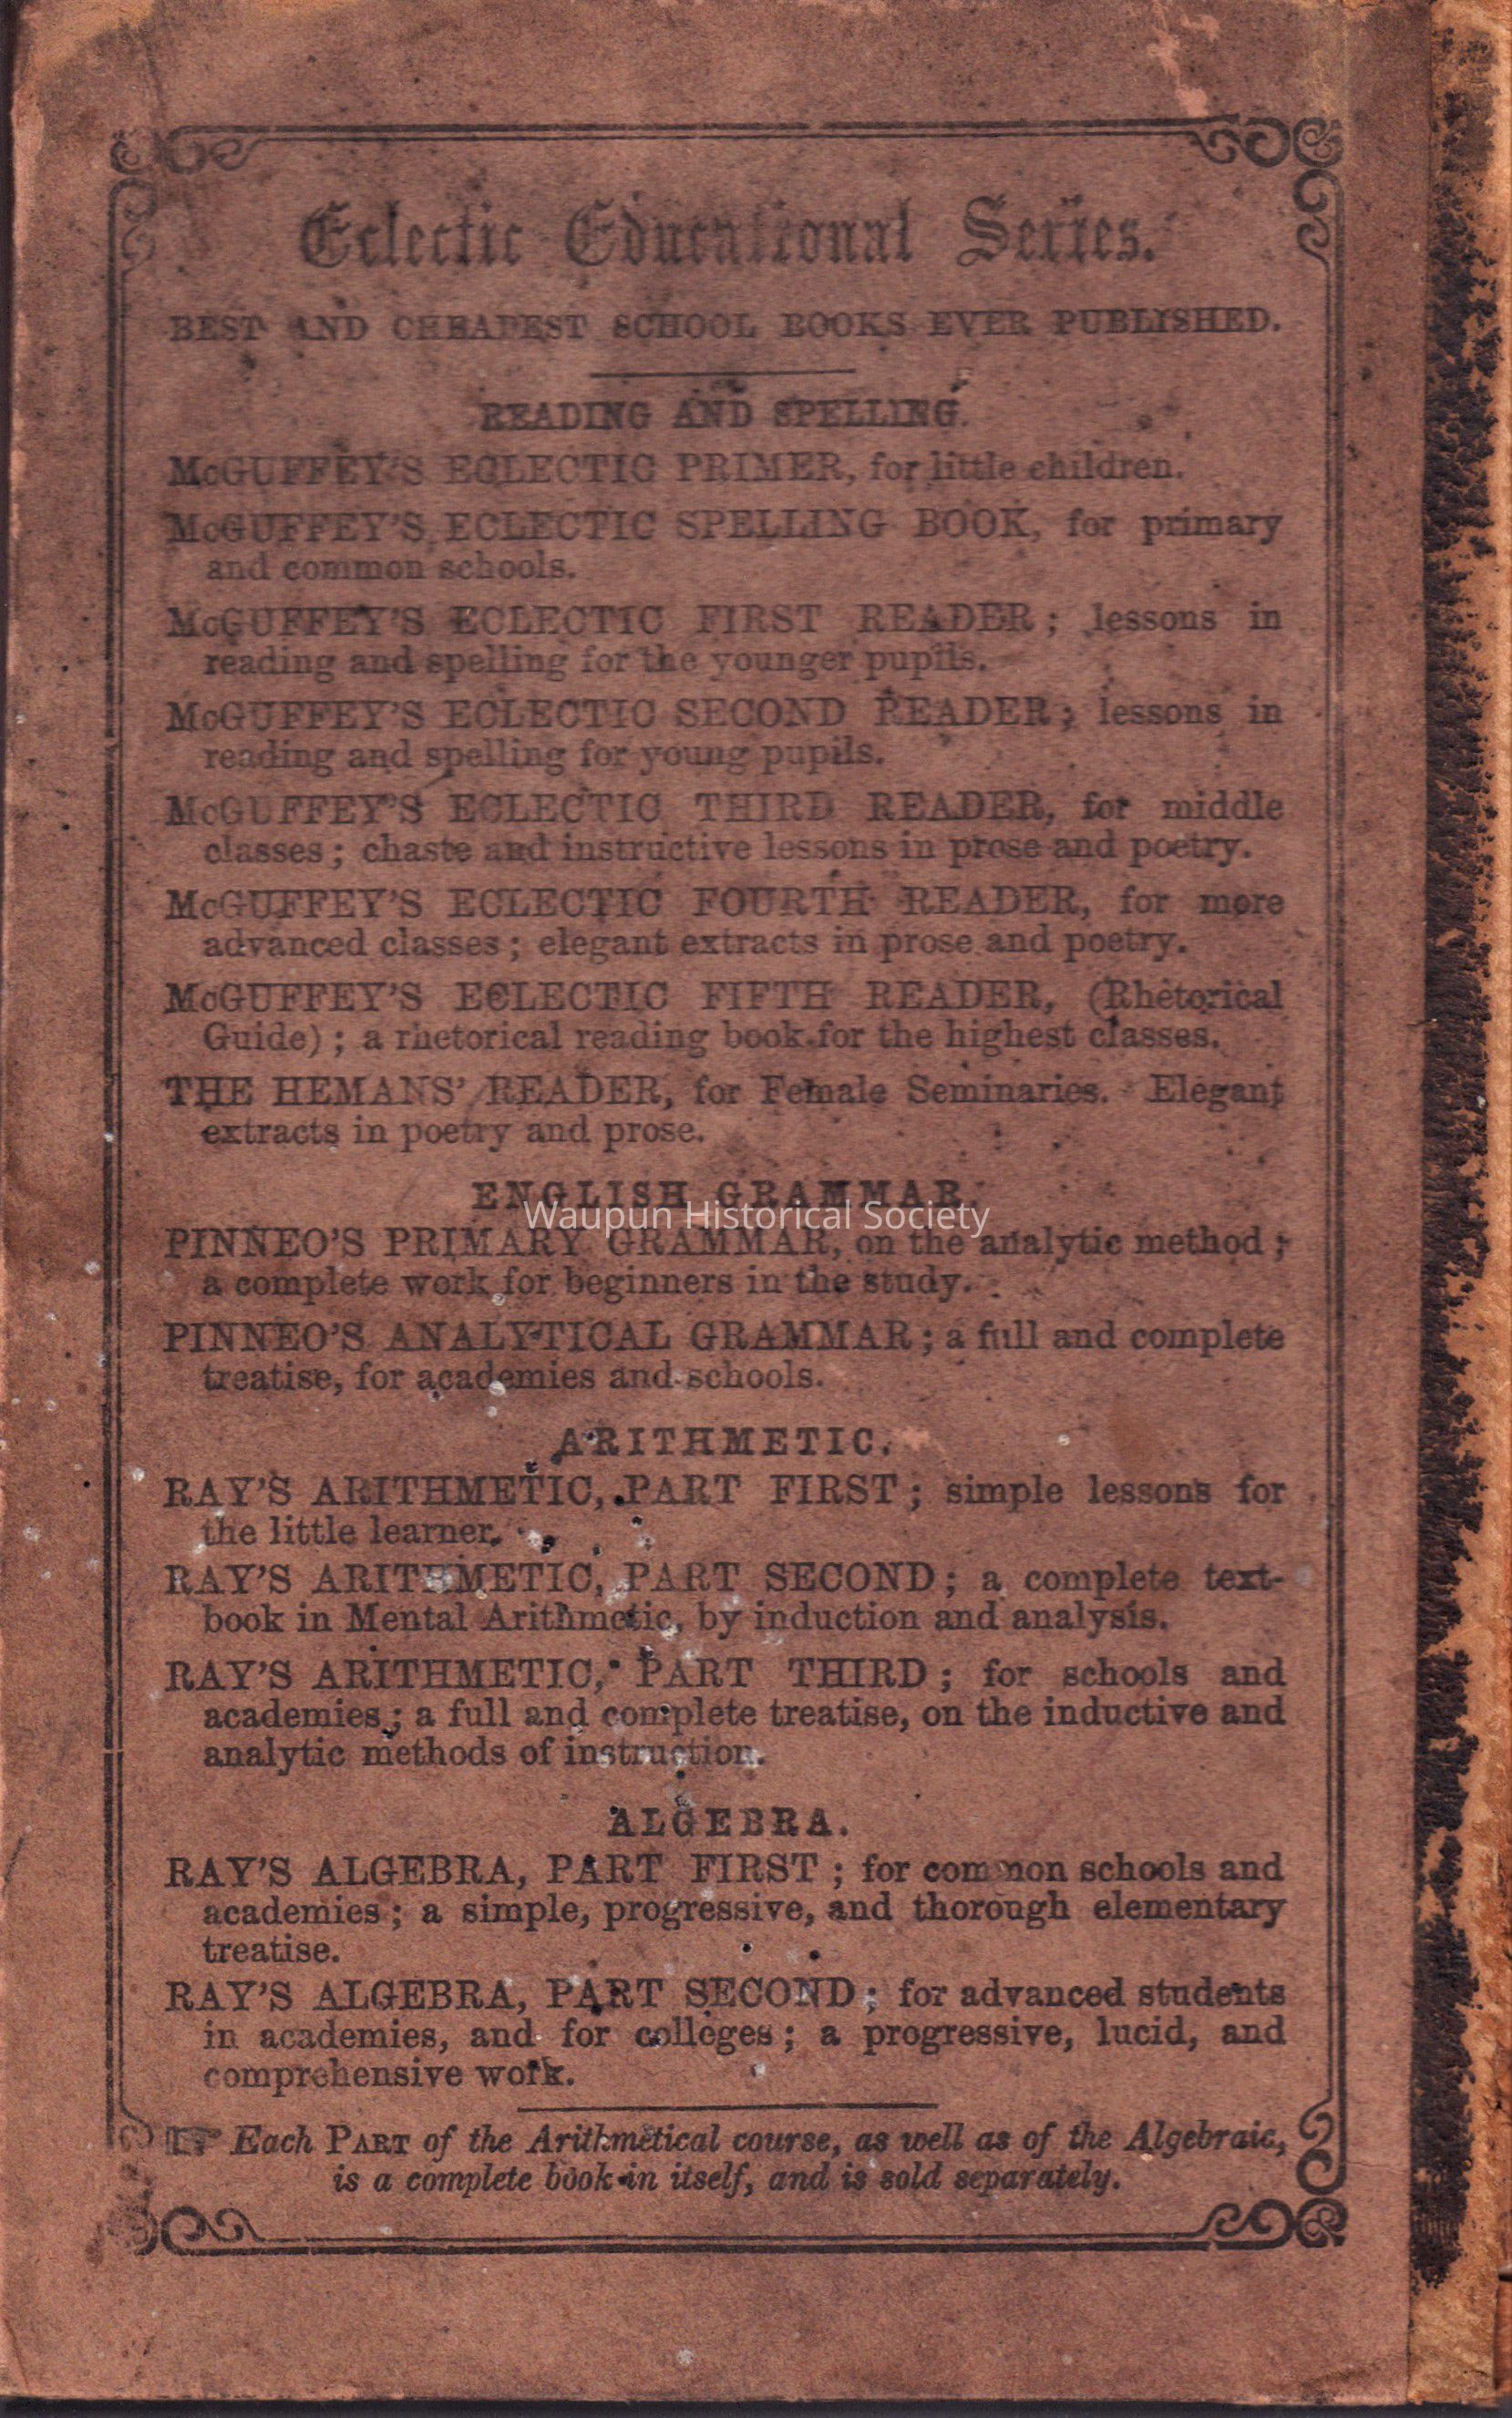 Eclectic Educational Series.
BEST AND CHEAPEST SCHOOL BOOKS EVER PUBLISHED.
READING AND SPELLING.
McGUFFEY'S ECLECTIC PRIMER, for little children.
McGUFFEY'S ECLECTIC SPELLING BOOK, for primary
and common schools.
McGUFFEY'S ECLECTIC FIRST READER; lessons in
reading and spelling for the younger pupils.
McGUFFEY'S ECLECTIC SECOND READER; lessons in
reading and spelling for young pupils.
McGUFFEY'S ECLECTIC THIRD READER, for middle
classes; chaste and instructive lessons in prose and poetry.
McGUFFEY'S ECLECTIC FOURTH READER, for more
advanced classes; elegant extracts in prose and poetry.
McGUFFEY'S ECLECTIC FIFTH READER, (Rhetorical
Guide); a rhetorical reading book for the highest classes.
THE HEMANS' READER, for Female Seminaries. Elegant
extracts in poetry and prose.
ENGLISH GRAMMAR.
Waupun Historical Society
PINNEO'S PRIMARY GRAMMAR, on the analytic method;
a complete work for beginners in the study.
PINNEO'S ANALYTICAL GRAMMAR; a full and complete
treatise, for academies and schools.
ARITHMETIC.
RAY'S ARITHMETIC, PART FIRST; simple lessons for
the little learner.
RAY'S ARITHMETIC, PART SECOND; a complete text-
book in Mental Arithmetic, by induction and analysis.
RAY'S ARITHMETIC, PART THIRD; for schools and
academies; a full and complete treatise, on the inductive and
analytic methods of instruction.
ALGEBRA.
RAY'S ALGEBRA, PART FIRST; for common schools and
academies; a simple, progressive, and thorough elementary
treatise.
RAY'S ALGEBRA, PART SECOND; for advanced students
in academies, and for colleges; a progressive, lucid, and
comprehensive work.
☞ Each PART of the Arithmetical course, as well as of the Algebraic,
is a complete book in itself, and is sold separately.